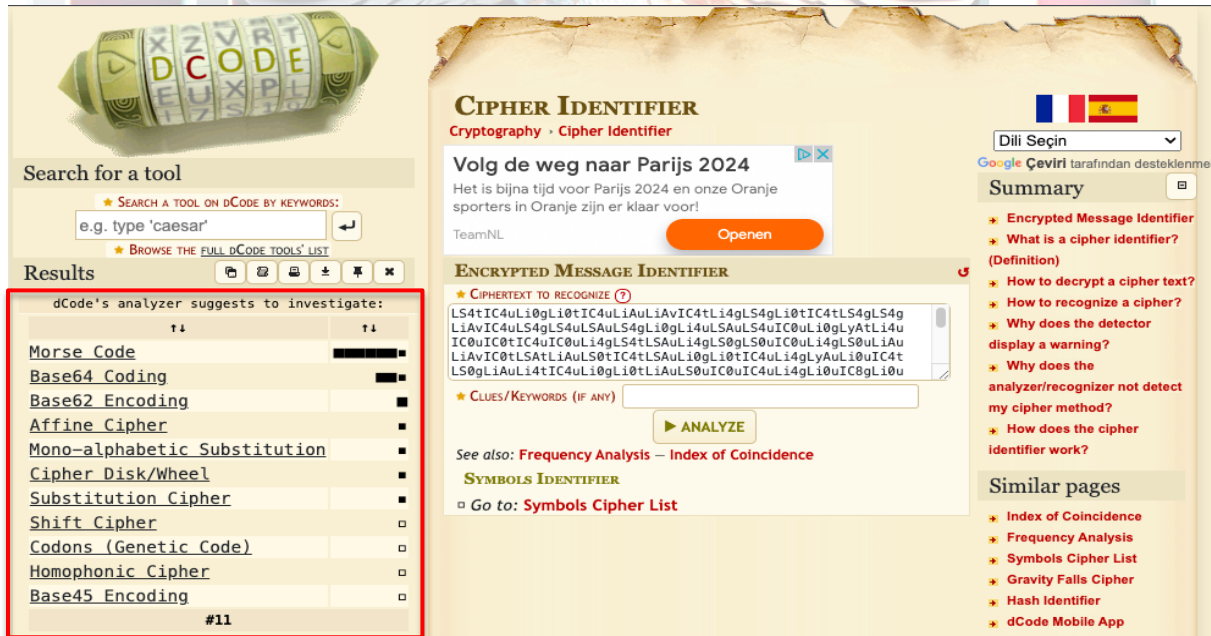 DCODE
Search for a tool
★ SEARCH A TOOL ON DCODE BY KEYWORDS:
e.g. type 'caesar'
★ BROWSE THE FULL DCODE TOOLS' LIST
Results
dCode's analyzer suggests to investigate:
↑↓ ↑↓
Morse Code
Base64 Coding
Base62 Encoding
Affine Cipher
Mono-alphabetic Substitution
Cipher Disk/Wheel
Substitution Cipher
Shift Cipher
Codons (Genetic Code)
Homophonic Cipher
Base45 Encoding
#11
CIPHER IDENTIFIER
Cryptography › Cipher Identifier
Volg de weg naar Parijs 2024
Het is bijna tijd voor Parijs 2024 en onze Oranje
sporters in Oranje zijn er klaar voor!
TeamNL
Openen
ENCRYPTED MESSAGE IDENTIFIER
★ CIPHERTEXT TO RECOGNIZE (?)
LS4tIC4uLi0gLi0tIC4uLiAuLiAvIC4tLi4gLS4gLi0tIC4tLS4gLS4g
LiAvIC4uLS4gLS4uLSAuLS4gLi0gLi4uLSAuLS4uIC0uLi0gLyAtLi4u
IC0uIC0tIC4uIC0uLi4gLS4tLSAuLi4gLS0gLS0uIC0uLi4gLS0uLiAu
LiAvIC0tLSAtLiAuLS0tIC4tLSAuLi0gLi0tIC4uLi4gLyAuLi0uIC4t
LS0gLiAuLi4tIC4uLi0gLi0tLiAuLS0uIC0uIC4uLi4gLi0uIC8gLi0u
★ CLUES/KEYWORDS (IF ANY)
▶ ANALYZE
See also: Frequency Analysis — Index of Coincidence
SYMBOLS IDENTIFIER
Go to: Symbols Cipher List
Dili Seçin
Google Çeviri tarafından desteklenme
Summary
Encrypted Message Identifier
What is a cipher identifier?
(Definition)
How to decrypt a cipher text?
How to recognize a cipher?
Why does the detector
display a warning?
Why does the
analyzer/recognizer not detect
my cipher method?
How does the cipher
identifier work?
Similar pages
Index of Coincidence
Frequency Analysis
Symbols Cipher List
Gravity Falls Cipher
Hash Identifier
dCode Mobile App